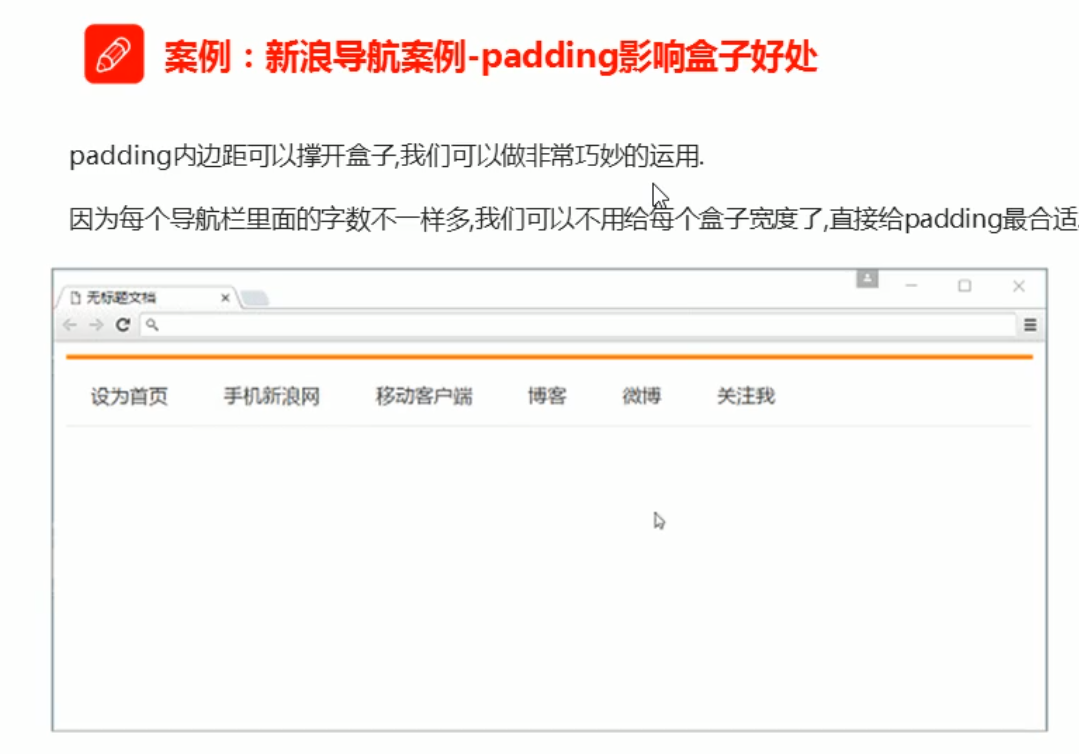 案例：新浪导航案例-padding影响盒子好处
padding内边距可以撑开盒子,我们可以做非常巧妙的运用.
因为每个导航栏里面的字数不一样多,我们可以不用给每个盒子宽度了,直接给padding最合适
无标题文档
设为首页 手机新浪网 移动客户端 博客 微博 关注我